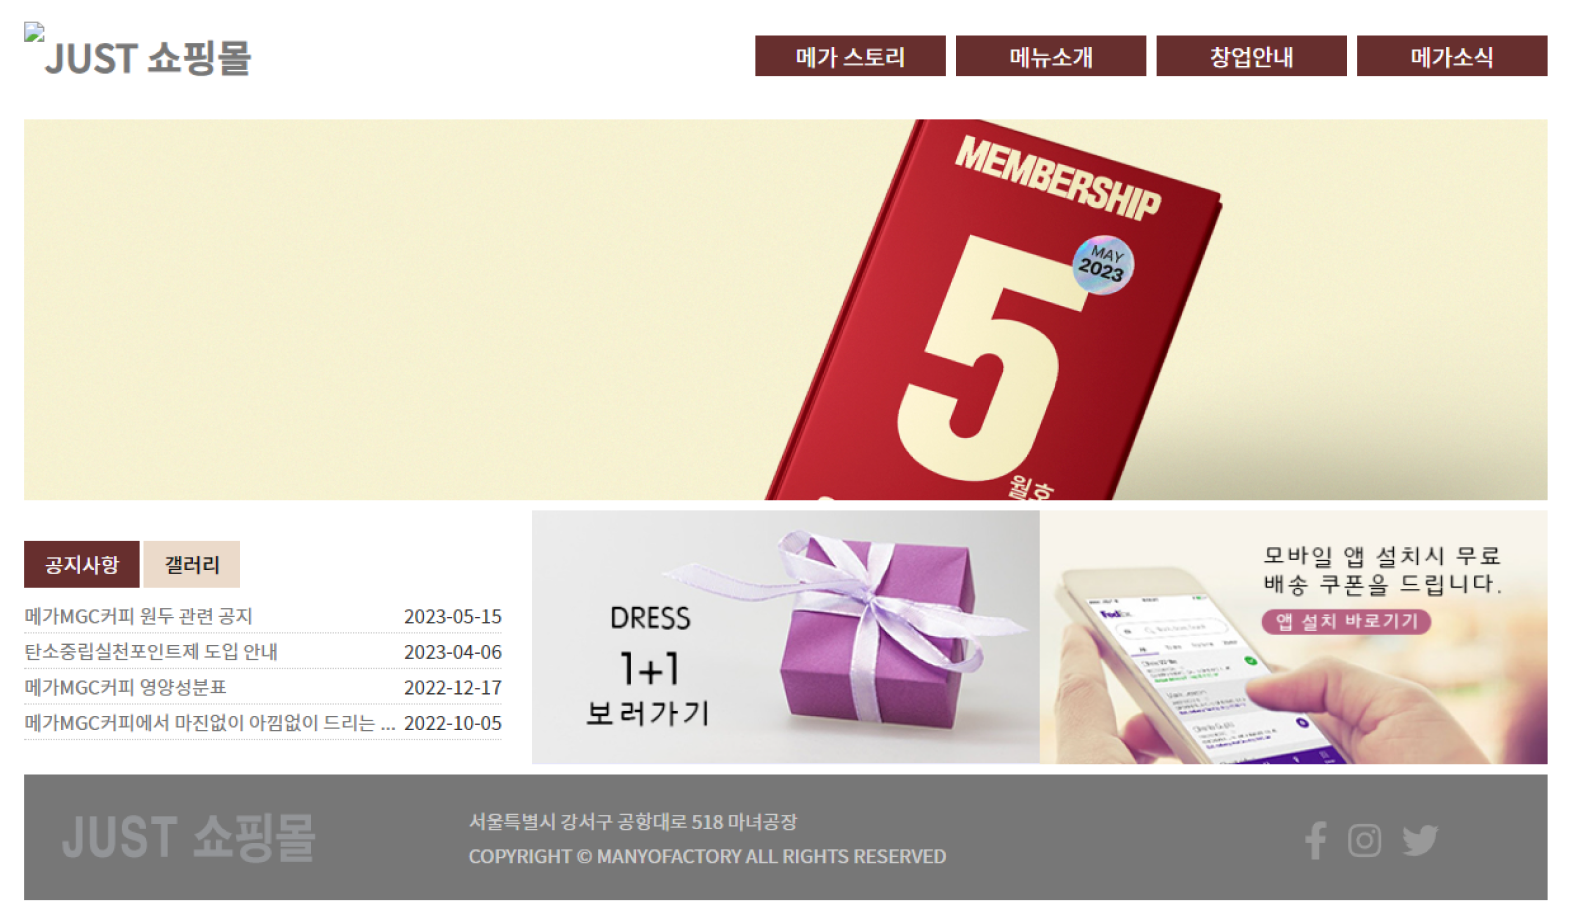 JUST 쇼핑몰
메가 스토리 메뉴소개 창업안내 메가소식
MEMBERSHIP
MAY
2023
5
월호
공지사항 갤러리
메가MGC커피 원두 관련 공지 2023-05-15
탄소중립실천포인트제 도입 안내 2023-04-06
메가MGC커피 영양성분표 2022-12-17
메가MGC커피에서 마진없이 아낌없이 드리는 ... 2022-10-05
DRESS
1+1
보러가기
모바일 앱 설치시 무료
배송 쿠폰을 드립니다.
앱 설치 바로가기
FedEx
JUST 쇼핑몰
서울특별시 강서구 공항대로 518 마녀공장
COPYRIGHT © MANYOFACTORY ALL RIGHTS RESERVED